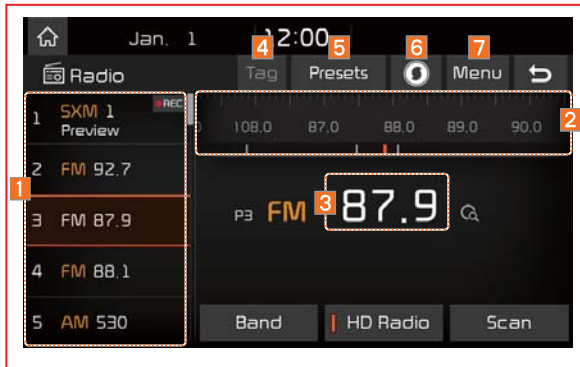 Jan. 1 12:00
4 5 6 7
Radio Tag Presets Menu
1 SXM 1 REC
Preview
108.0 87.0 88.0 89.0 90.0 2
2 FM 92.7
1
3 FM 87.9
P3 FM 3 87.9
4 FM 88.1
5 AM 530
Band HD Radio Scan